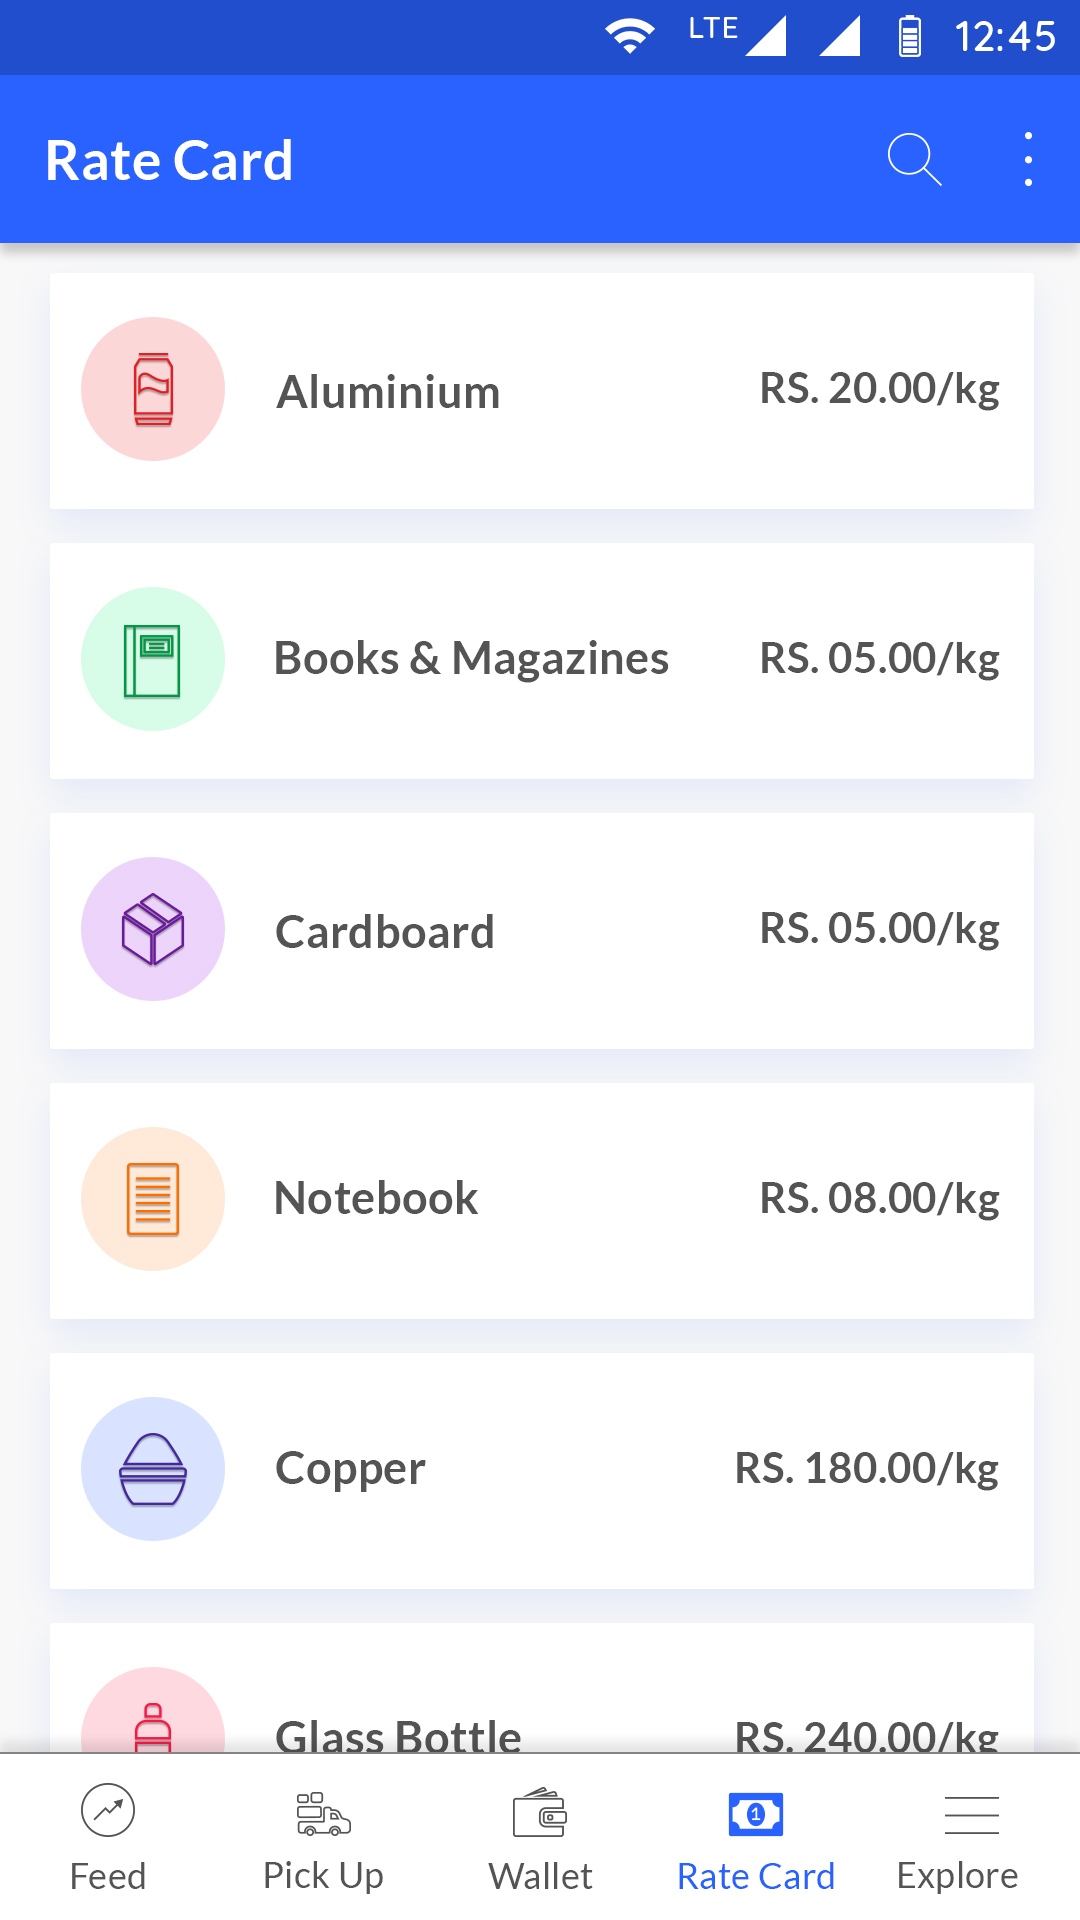 LTE 12:45
Rate Card
Aluminium RS. 20.00/kg
Books & Magazines RS. 05.00/kg
Cardboard RS. 05.00/kg
Notebook RS. 08.00/kg
Copper RS. 180.00/kg
Glass Bottle RS. 240.00/kg
1
Feed Pick Up Wallet Rate Card Explore